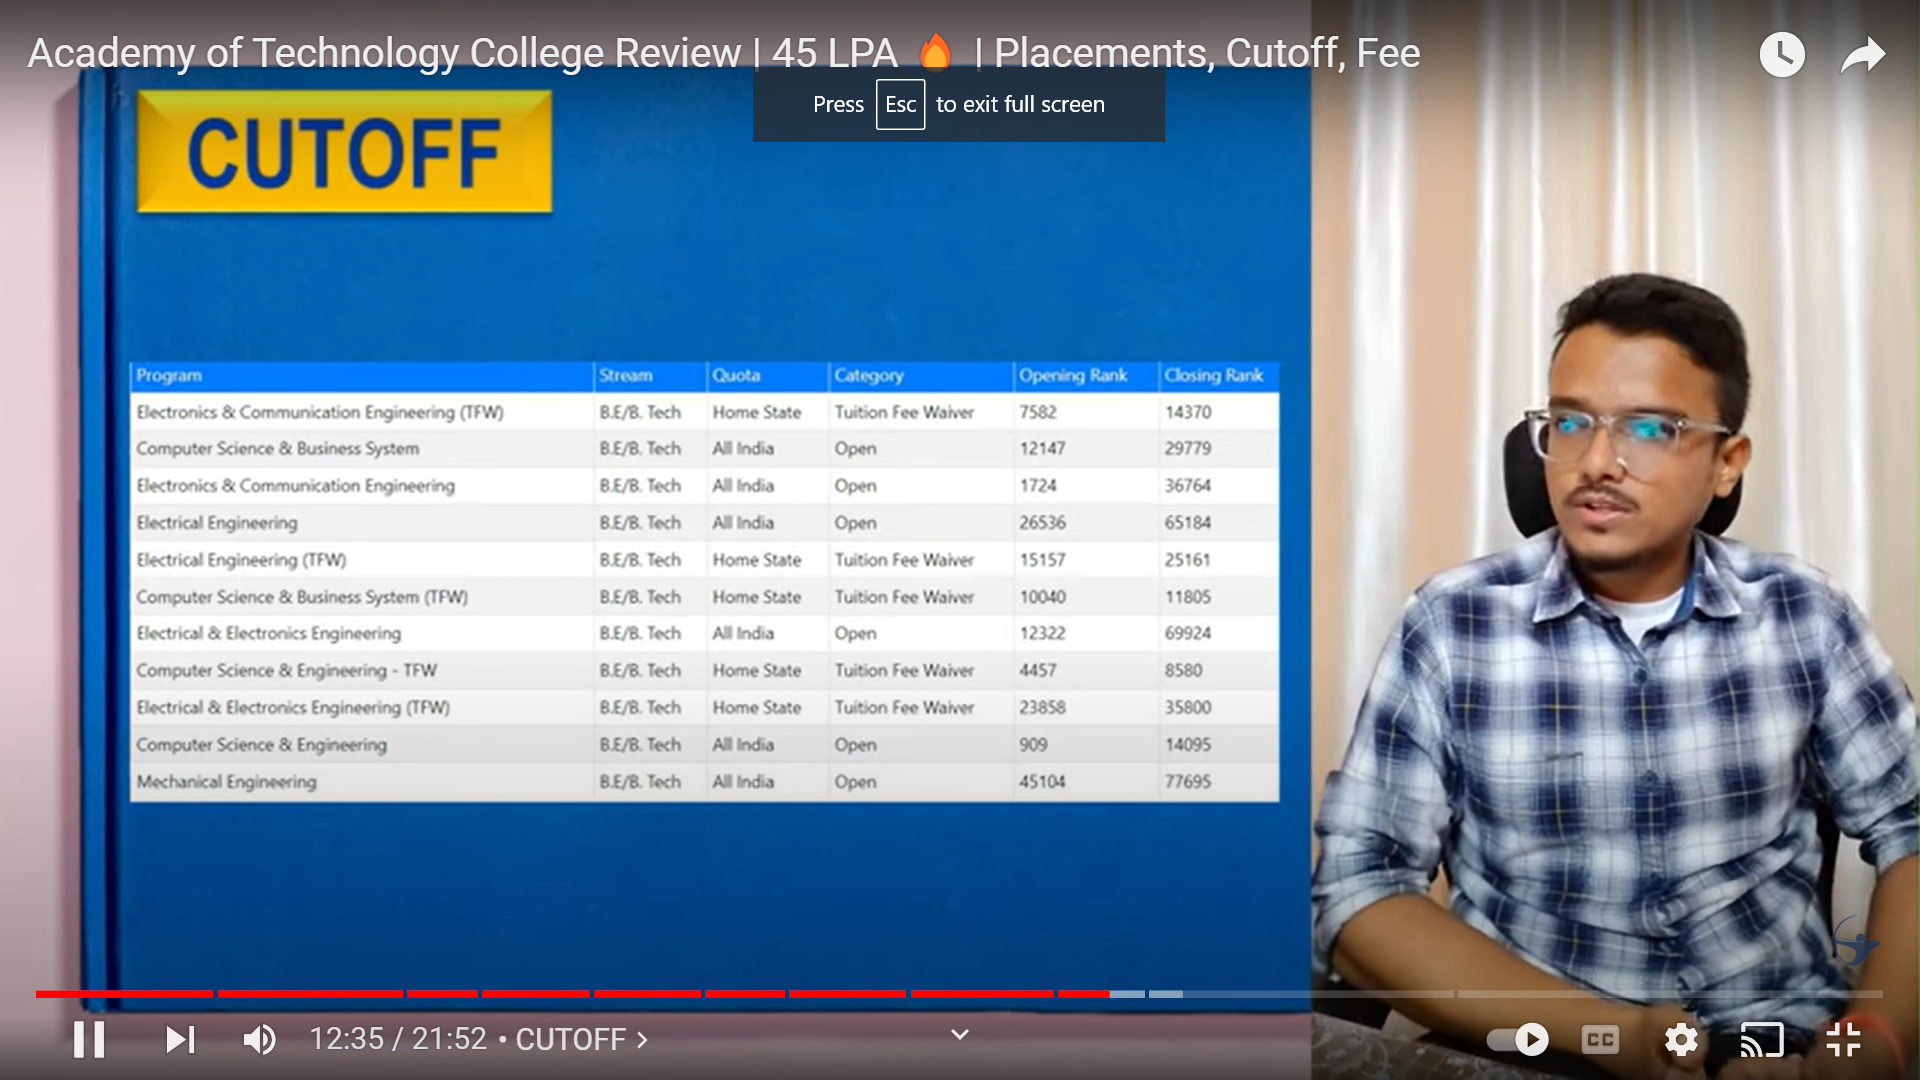 Academy of Technology College Review | 45 LPA 🔥 | Placements, Cutoff, Fee
Press Esc to exit full screen
CUTOFF
Program Stream Quota Category Opening Rank Closing Rank
Electronics & Communication Engineering (TFW) B.E/B. Tech Home State Tuition Fee Waiver 7582 14370
Computer Science & Business System B.E/B. Tech All India Open 12147 29779
Electronics & Communication Engineering B.E/B. Tech All India Open 1724 36764
Electrical Engineering B.E/B. Tech All India Open 26536 65184
Electrical Engineering (TFW) B.E/B. Tech Home State Tuition Fee Waiver 15157 25161
Computer Science & Business System (TFW) B.E/B. Tech Home State Tuition Fee Waiver 10040 11805
Electrical & Electronics Engineering B.E/B. Tech All India Open 12322 69924
Computer Science & Engineering - TFW B.E/B. Tech Home State Tuition Fee Waiver 4457 8580
Electrical & Electronics Engineering (TFW) B.E/B. Tech Home State Tuition Fee Waiver 23858 35800
Computer Science & Engineering B.E/B. Tech All India Open 909 14095
Mechanical Engineering B.E/B. Tech All India Open 45104 77695
12:35 / 21:52 • CUTOFF >
CC